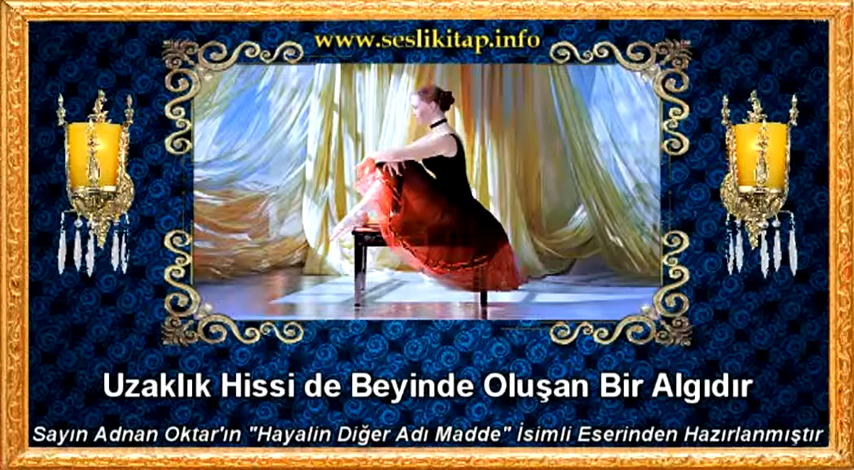 www.seslikitap.info
Uzaklık Hissi de Beyinde Oluşan Bir Algıdır
Sayın Adnan Oktar'ın "Hayalin Diğer Adı Madde" İsimli Eserinden Hazırlanmıştır